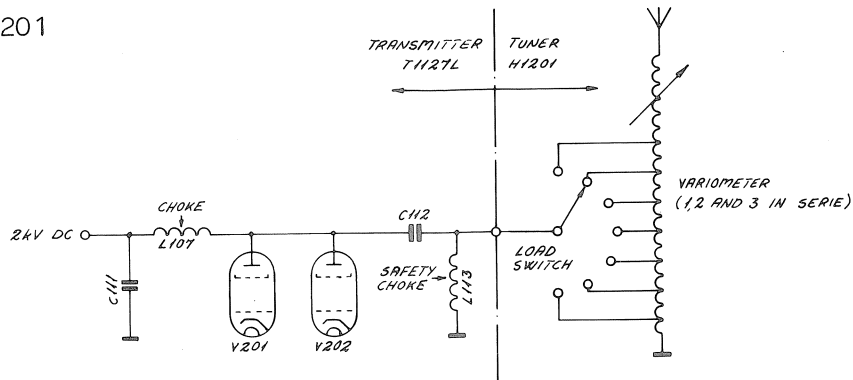 201
TRANSMITTER
T1127L
TUNER
H1201
VARIOMETER
(1,2 AND 3 IN SERIE)
CHOKE
L107
C112
2kV DC
LOAD
SWITCH
SAFETY
CHOKE
L113
C111
V201
V202